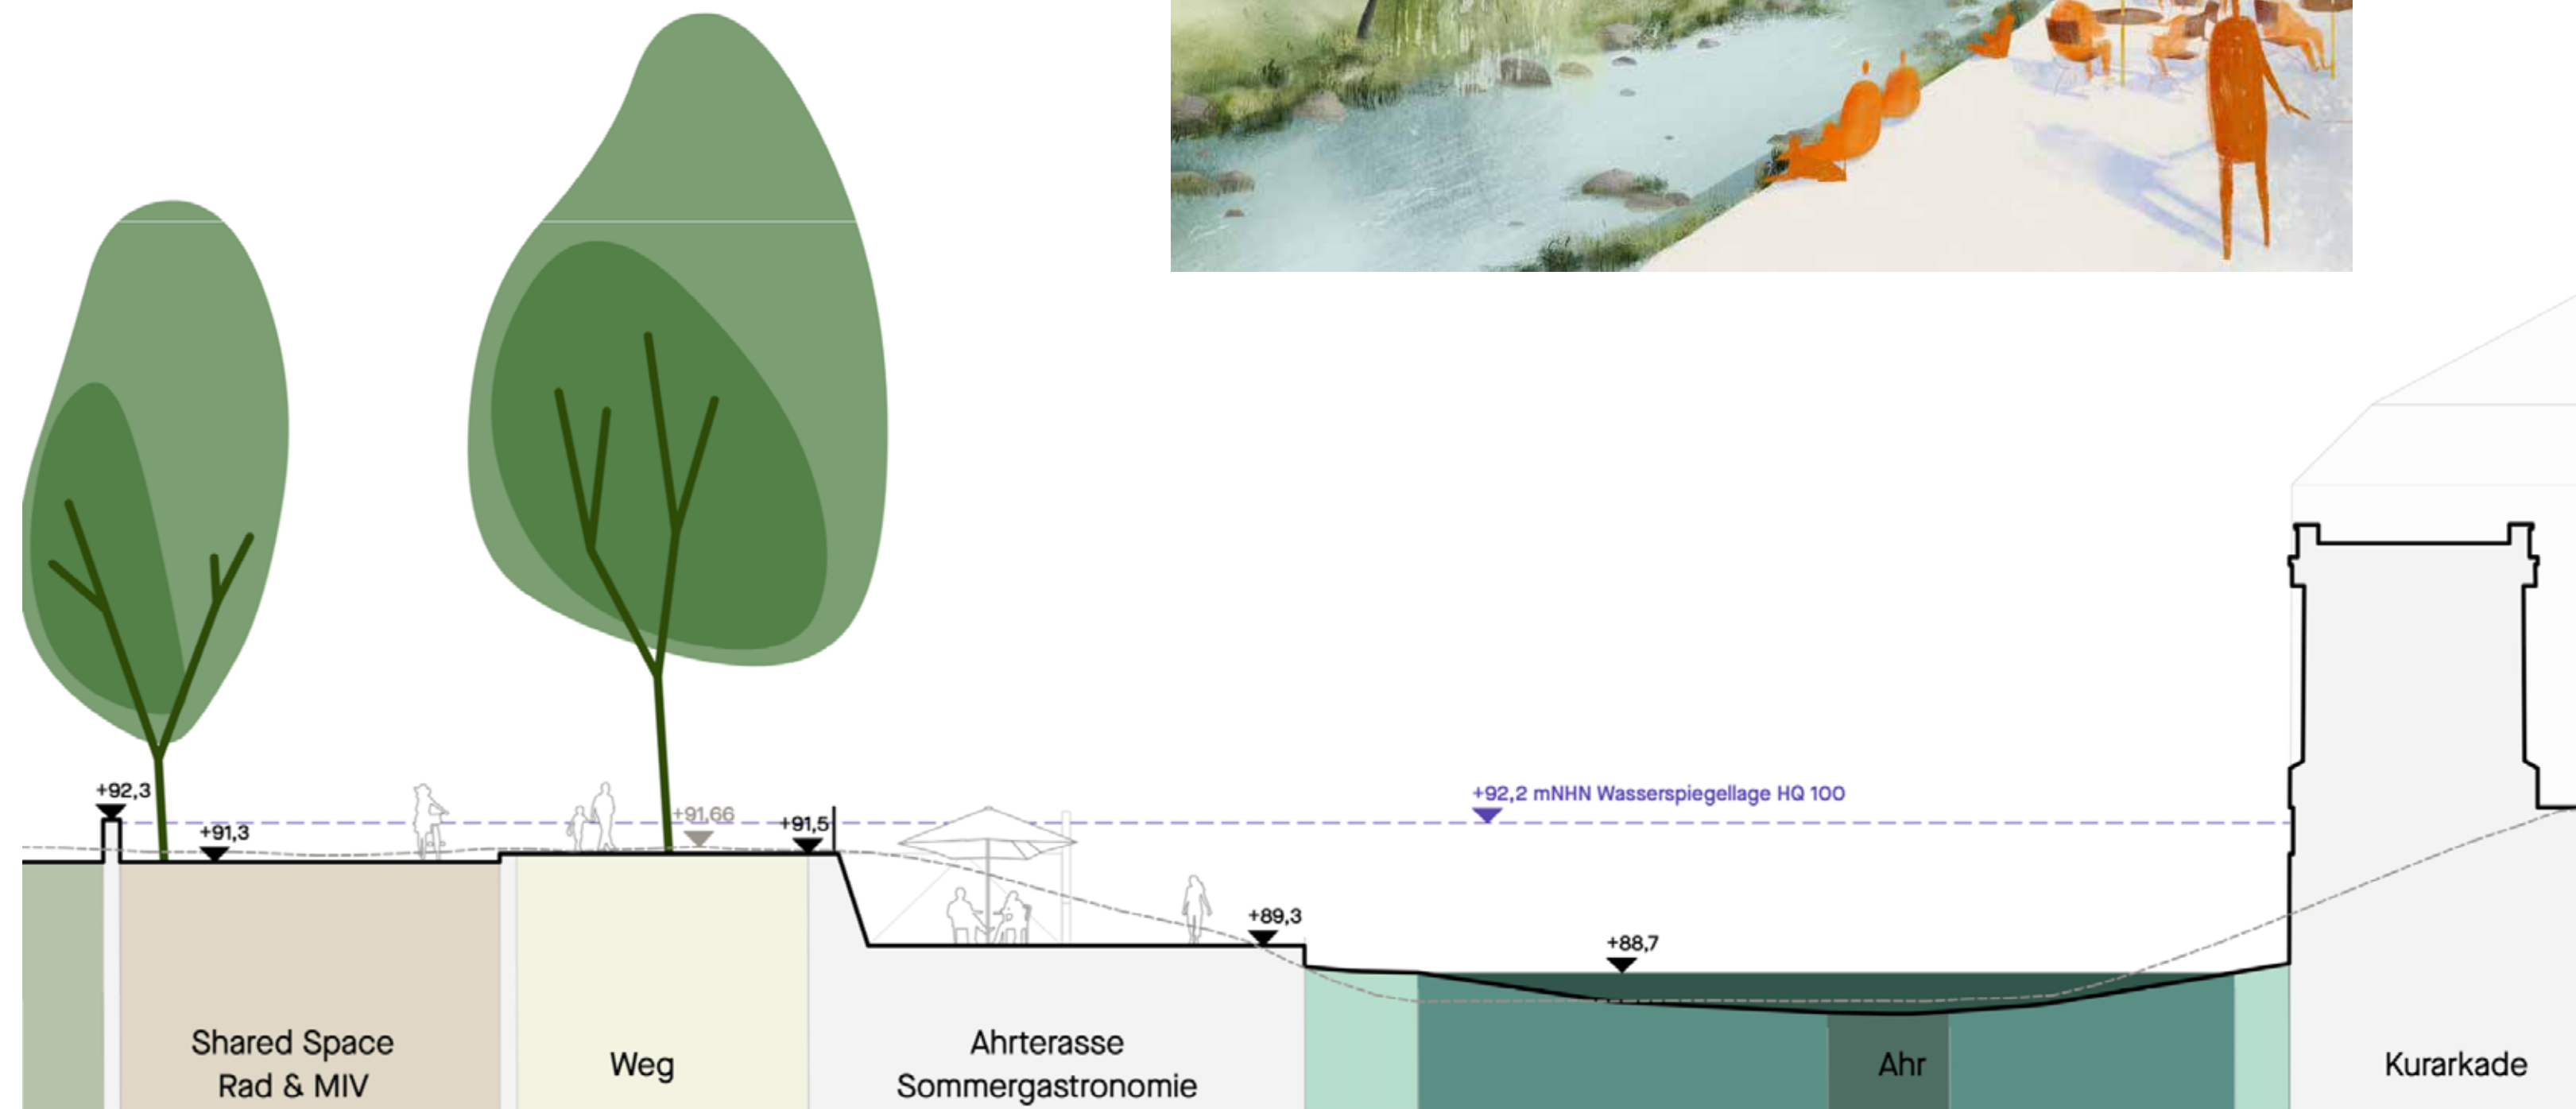 +92,3
+91,3
+91,66
+91,5
+92,2 mNHN Wasserspiegellage HQ 100
+89,3
+88,7
Shared Space
Rad & MIV
Weg
Ahrterasse
Sommergastronomie
Ahr
Kurarkade